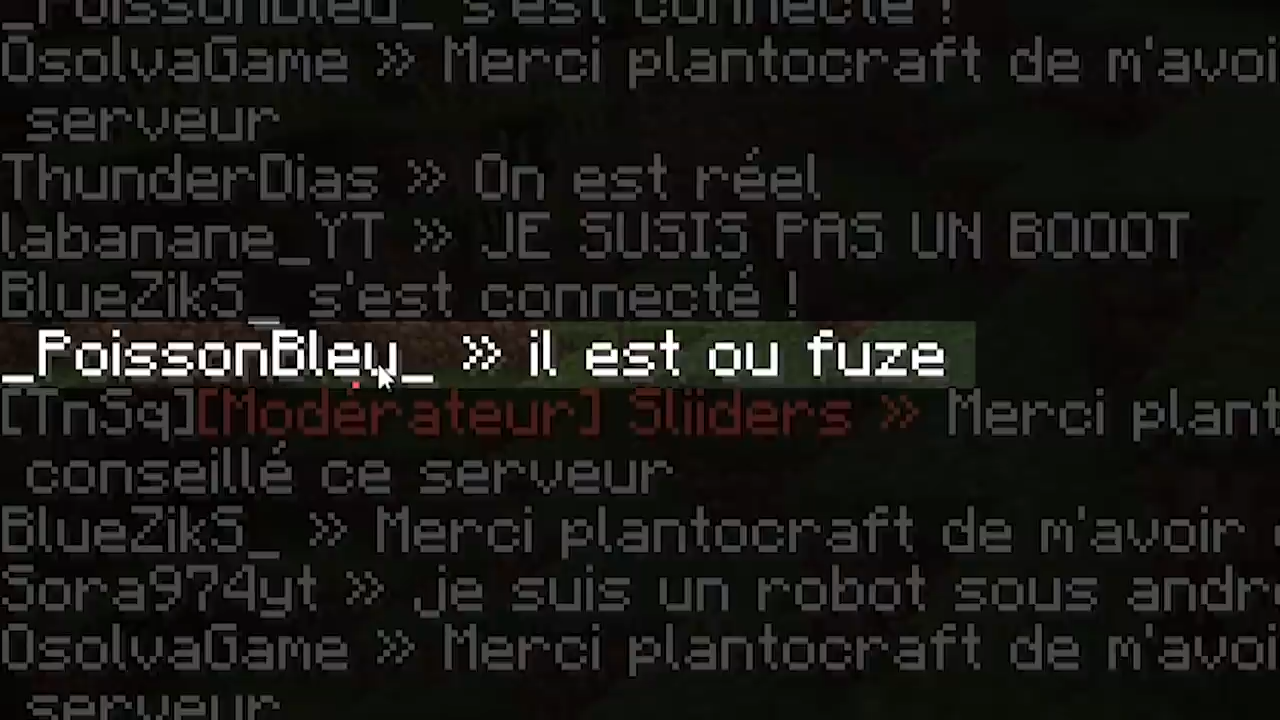 _PoissonBleu_ s'est connecté !
OsolvaGame » Merci plantocraft de m'avoi
serveur
ThunderDias » On est réel
labanane_YT » JE SUSIS PAS UN BOOOT
BlueZikS_ s'est connecté !
_PoissonBleu_ » il est ou fuze
[TnSq][Modérateur] Sliiders » Merci plant
conseillé ce serveur
BlueZikS_ » Merci plantocraft de m'avoir
Sora974yt » je suis un robot sous andr
OsolvaGame » Merci plantocraft de m'avoi
serveur